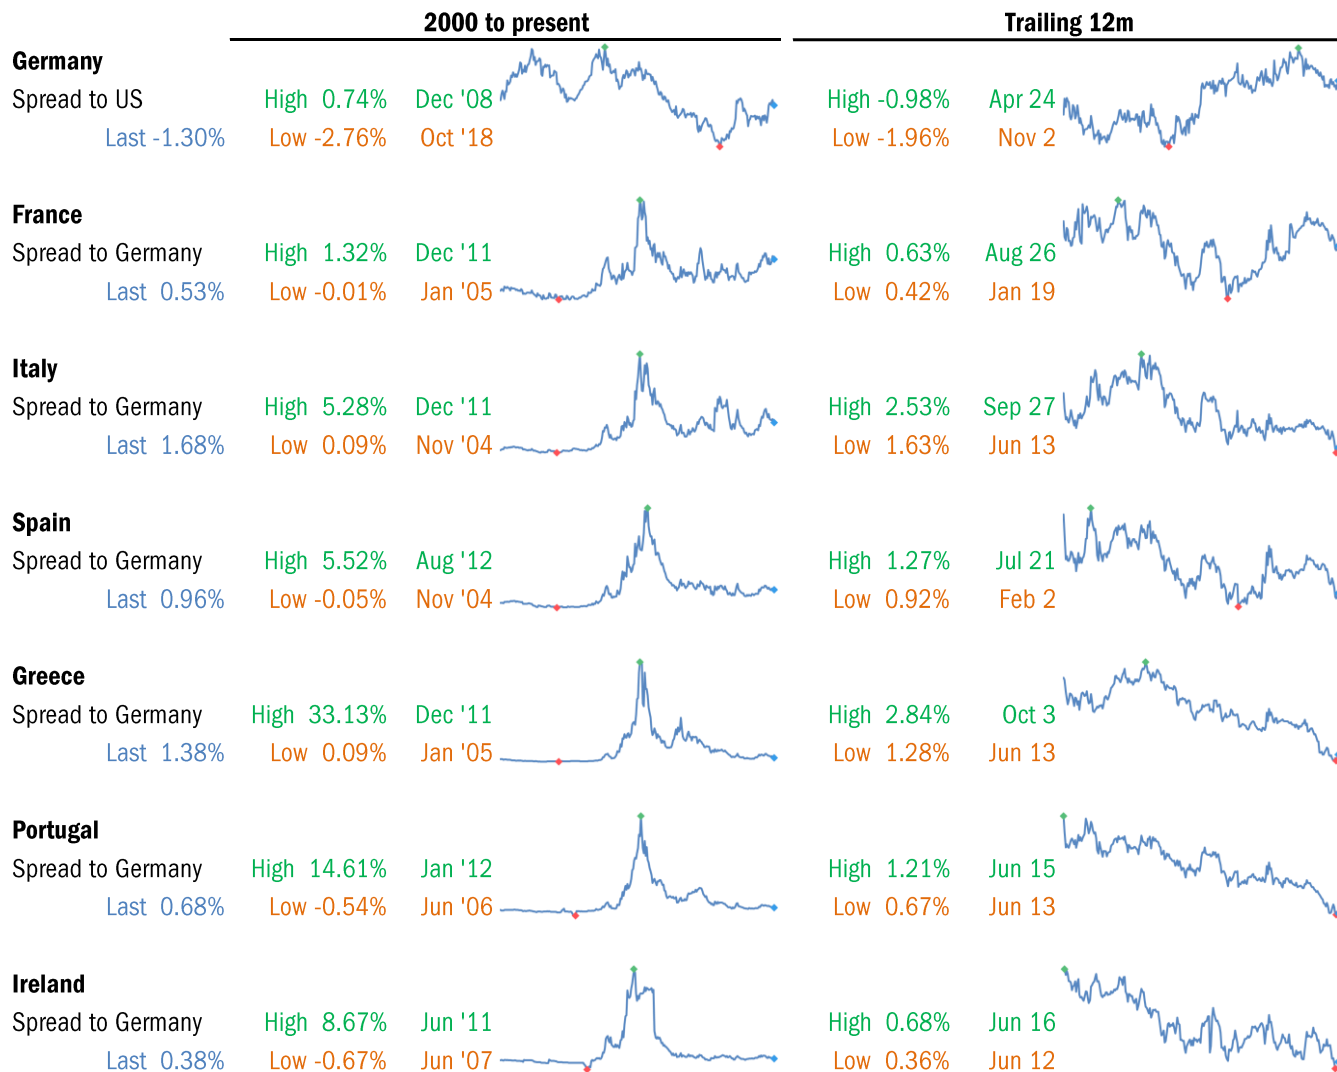 2000 to present Trailing 12m
Germany
Spread to US High 0.74% Dec '08 High -0.98% Apr 24
Last -1.30% Low -2.76% Oct '18 Low -1.96% Nov 2
France
Spread to Germany High 1.32% Dec '11 High 0.63% Aug 26
Last 0.53% Low -0.01% Jan '05 Low 0.42% Jan 19
Italy
Spread to Germany High 5.28% Dec '11 High 2.53% Sep 27
Last 1.68% Low 0.09% Nov '04 Low 1.63% Jun 13
Spain
Spread to Germany High 5.52% Aug '12 High 1.27% Jul 21
Last 0.96% Low -0.05% Nov '04 Low 0.92% Feb 2
Greece
Spread to Germany High 33.13% Dec '11 High 2.84% Oct 3
Last 1.38% Low 0.09% Jan '05 Low 1.28% Jun 13
Portugal
Spread to Germany High 14.61% Jan '12 High 1.21% Jun 15
Last 0.68% Low -0.54% Jun '06 Low 0.67% Jun 13
Ireland
Spread to Germany High 8.67% Jun '11 High 0.68% Jun 16
Last 0.38% Low -0.67% Jun '07 Low 0.36% Jun 12